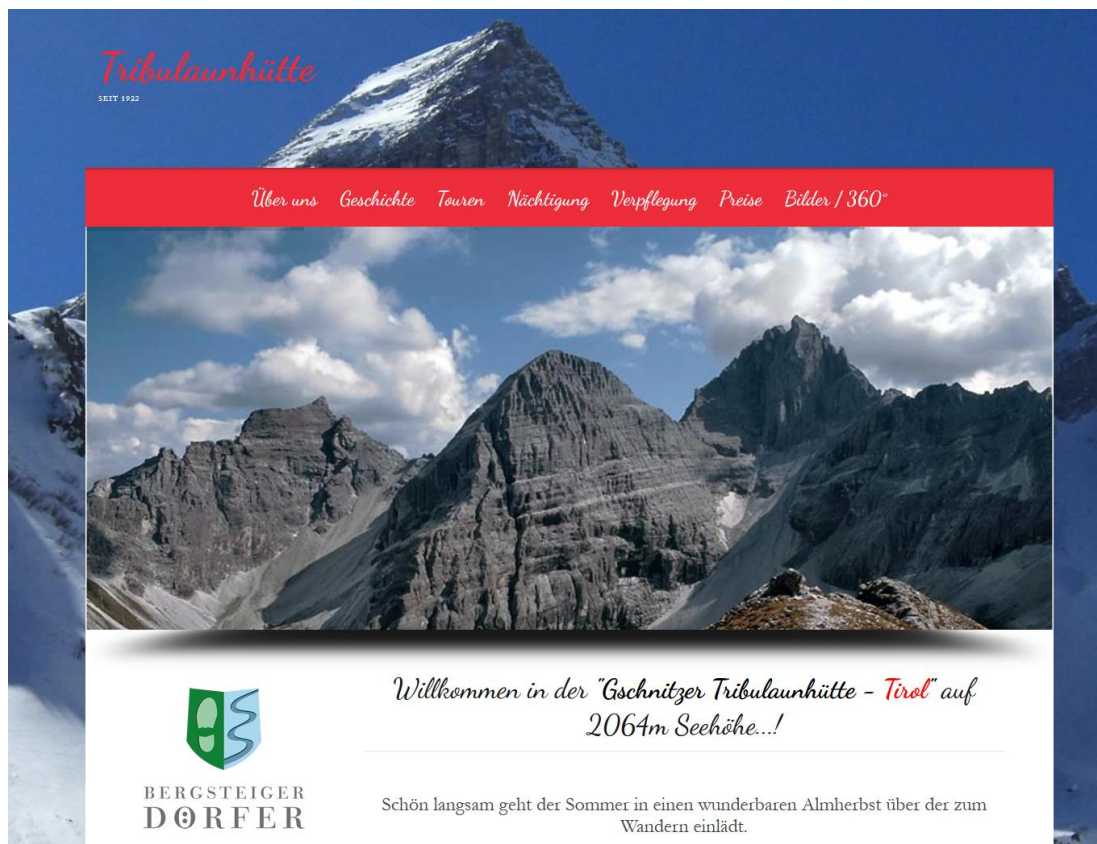 Tribulaunhütte
SEIT 1922
Über uns Geschichte Touren Nächtigung Verpflegung Preise Bilder / 360°
Willkommen in der "Gschnitzer Tribulaunhütte - Tirol" auf
2064m Seehöhe...!
BERGSTEIGER
DÖRFER
Schön langsam geht der Sommer in einen wunderbaren Almherbst über der zum
Wandern einlädt.